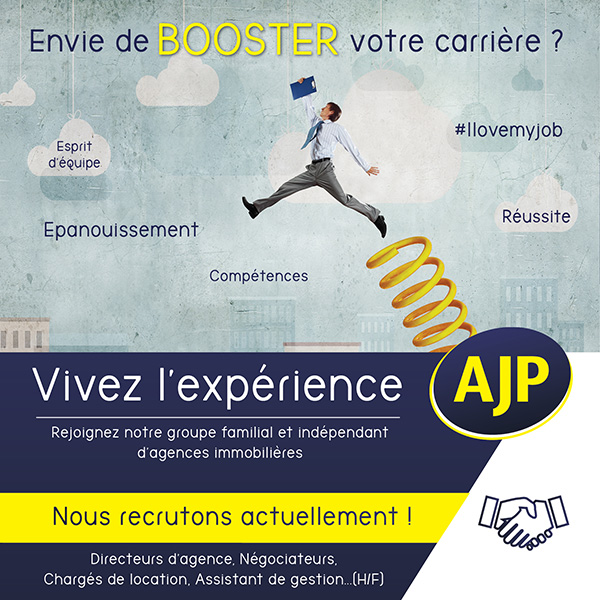 Envie de BOOSTER votre carrière ?
#Ilovemyjob
Esprit
d'équipe
Réussite
Epanouissement
Compétences
Vivez l'expérience
AJP
Rejoignez notre groupe familial et indépendant
d'agences immobilières
Nous recrutons actuellement !
Directeurs d'agence, Négociateurs,
Chargés de location, Assistant de gestion...(H/F)